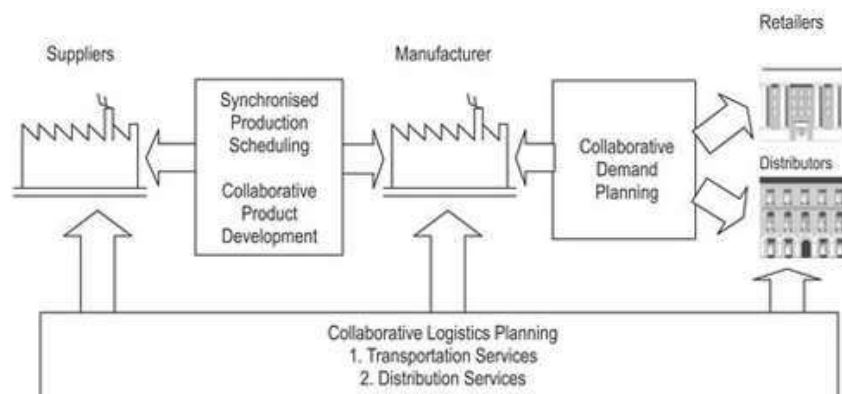 Retailers
Suppliers
Manufacturer
Synchronised
Production
Scheduling
Collaborative
Product
Development
Collaborative
Demand
Planning
Distributors
Collaborative Logistics Planning
1. Transportation Services
2. Distribution Services